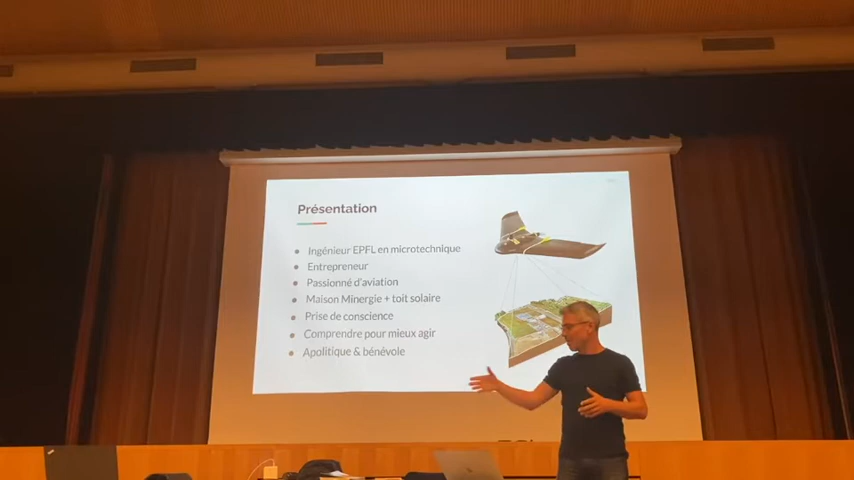 Présentation
Ingénieur EPFL en microtechnique
Entrepreneur
Passionné d'aviation
Maison Minergie + toit solaire
Prise de conscience
Comprendre pour mieux agir
Apolitique & bénévole